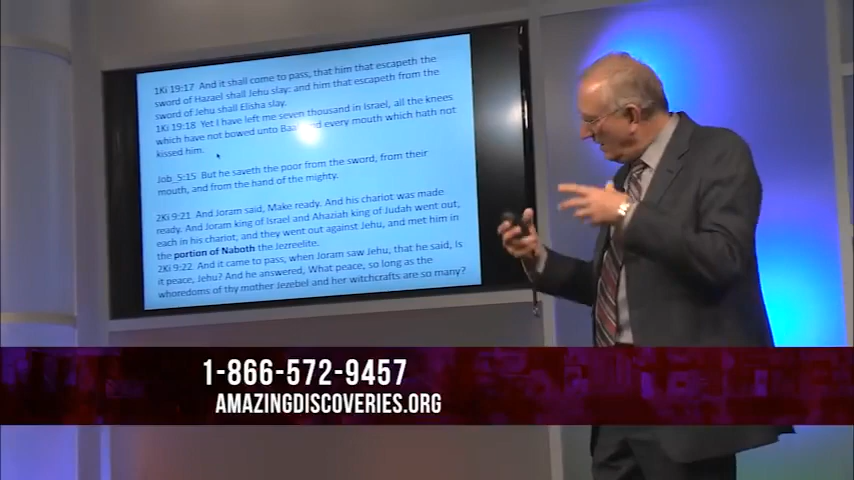 1Ki 19:17 And it shall come to pass, that him that escapeth the
sword of Hazael shall Jehu slay: and him that escapeth from the
sword of Jehu shall Elisha slay.
1Ki 19:18 Yet I have left me seven thousand in Israel, all the knees
which have not bowed unto Baal and every mouth which hath not
kissed him.
Job_5:15 But he saveth the poor from the sword, from their
mouth, and from the hand of the mighty.
2Ki 9:21 And Joram said, Make ready. And his chariot was made
ready. And Joram king of Israel and Ahaziah king of Judah went out,
each in his chariot, and they went out against Jehu, and met him in
the portion of Naboth the Jezreelite.
2Ki 9:22 And it came to pass, when Joram saw Jehu, that he said, Is
it peace, Jehu? And he answered, What peace, so long as the
whoredoms of thy mother Jezebel and her witchcrafts are so many?
1-866-572-9457
AMAZINGDISCOVERIES.ORG